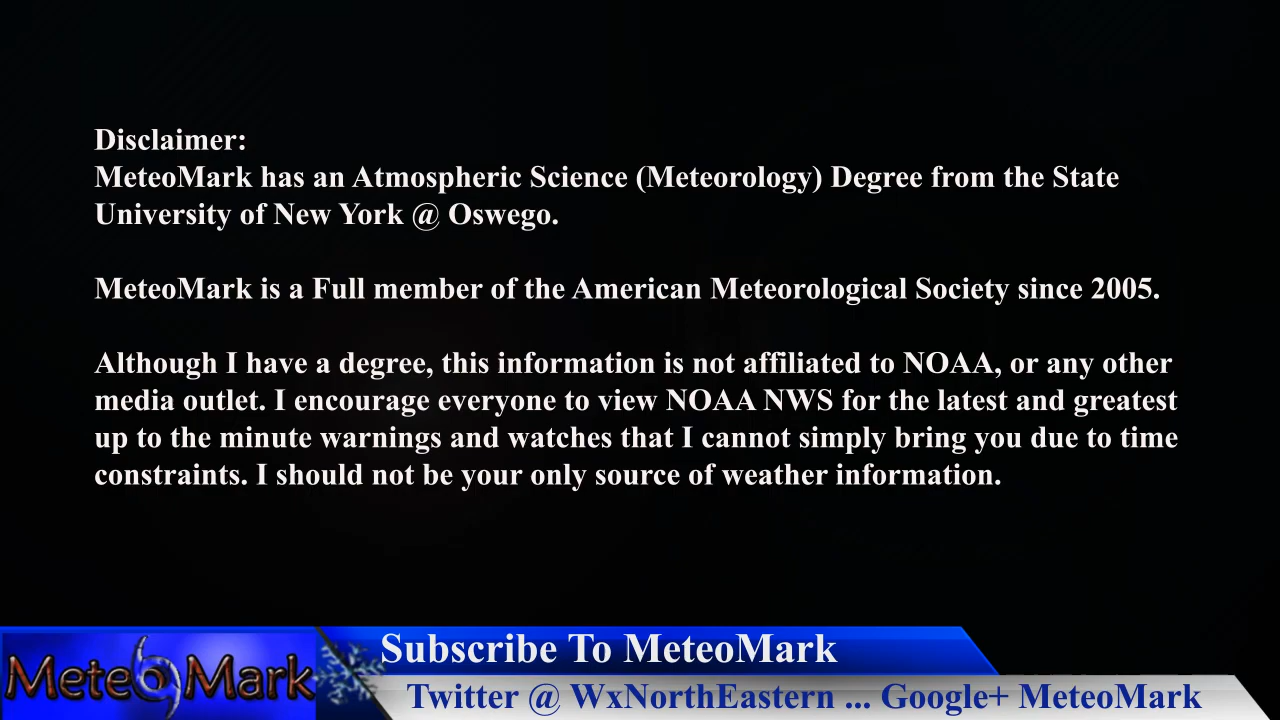 Disclaimer:
MeteoMark has an Atmospheric Science (Meteorology) Degree from the State
University of New York @ Oswego.
MeteoMark is a Full member of the American Meteorological Society since 2005.
Although I have a degree, this information is not affiliated to NOAA, or any other
media outlet. I encourage everyone to view NOAA NWS for the latest and greatest
up to the minute warnings and watches that I cannot simply bring you due to time
constraints. I should not be your only source of weather information.
Subscribe To MeteoMark
MeteoMark
Twitter @ WxNorthEastern ... Google+ MeteoMark